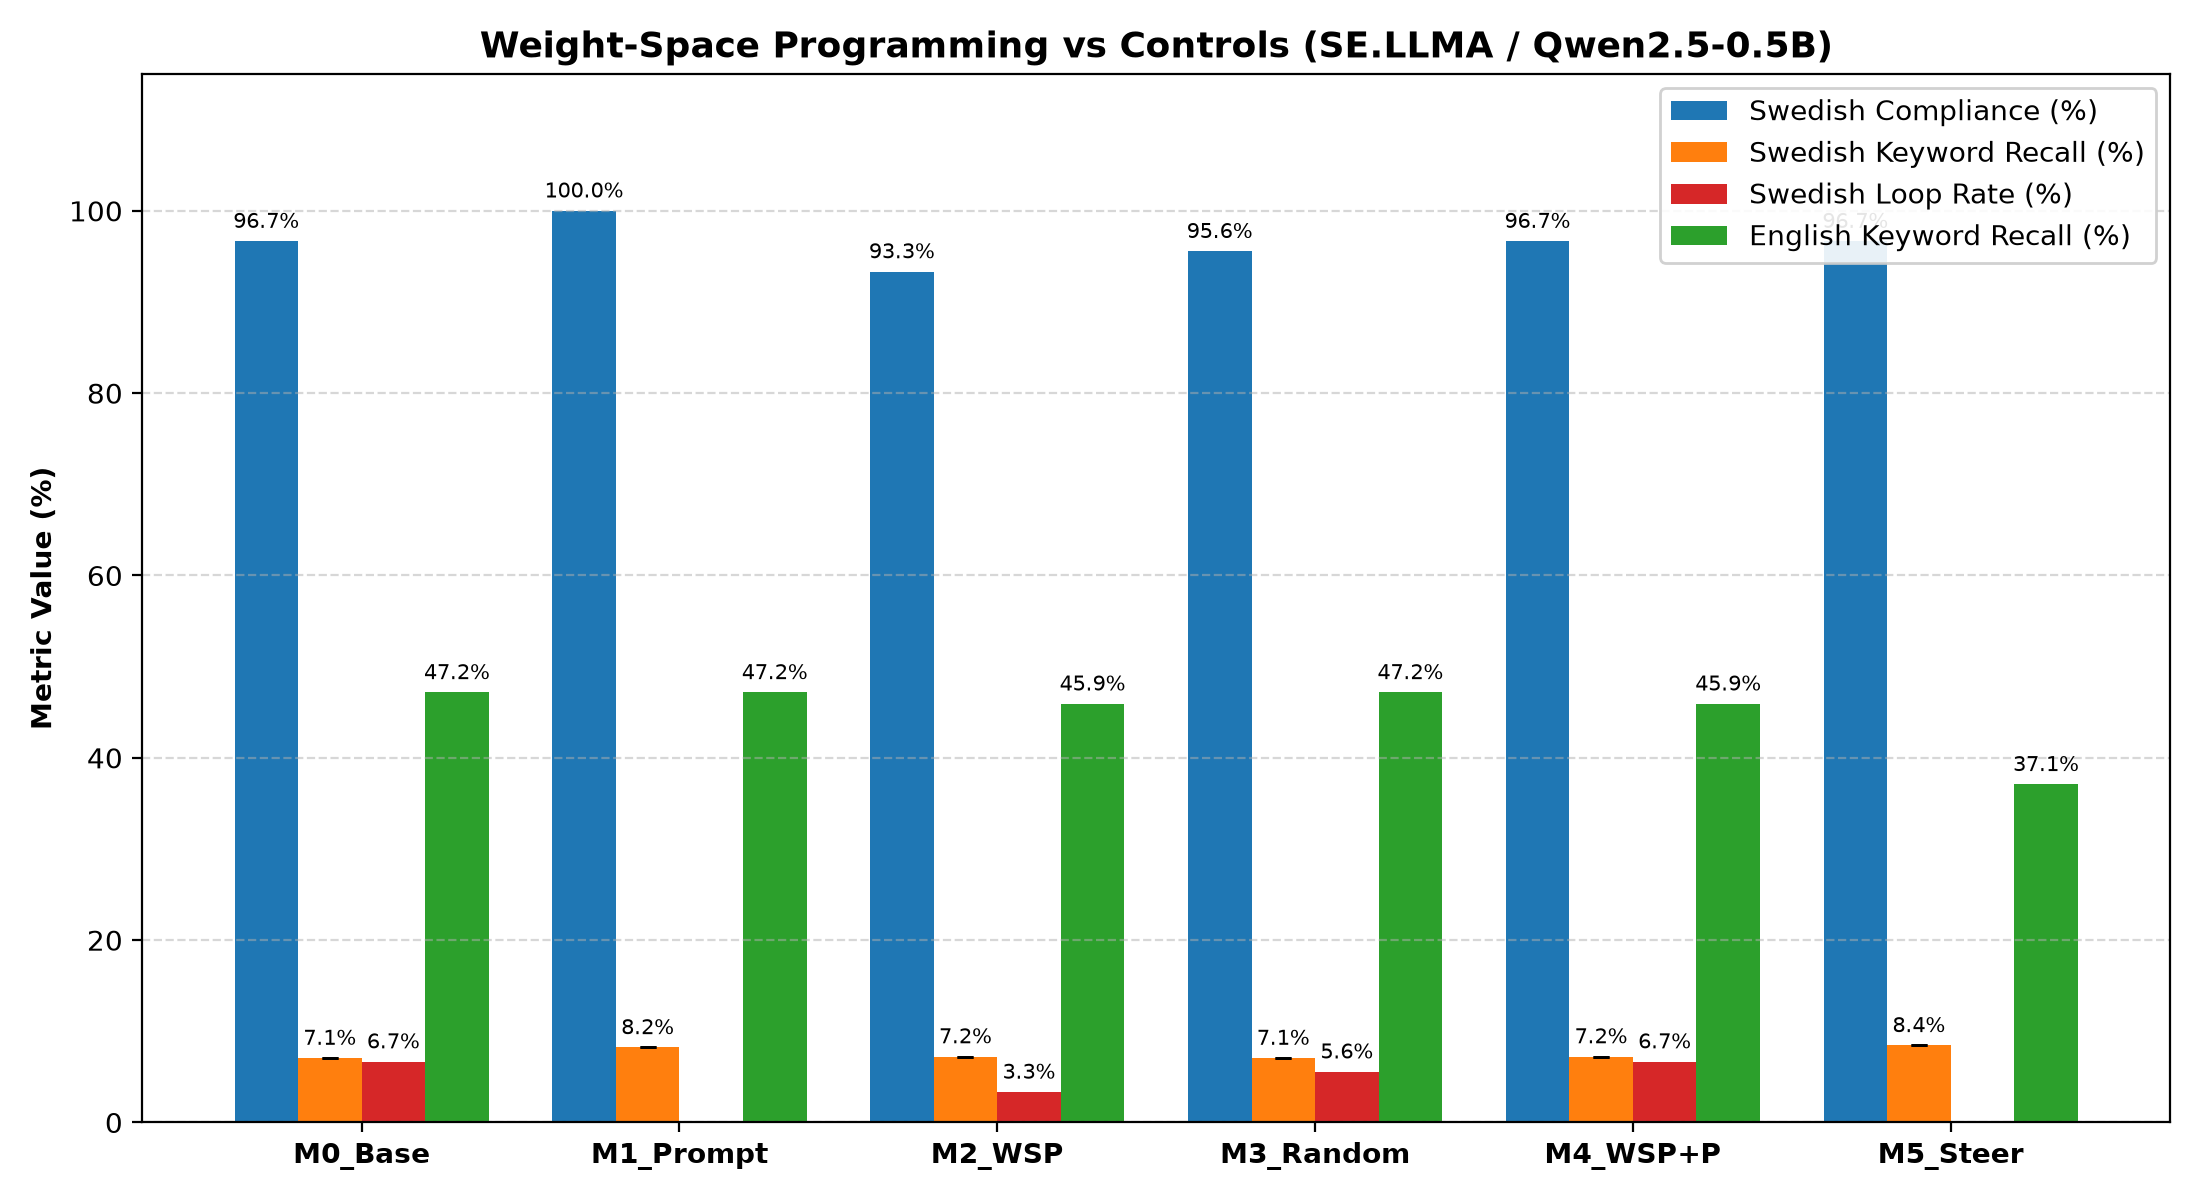 Weight-Space Programming vs Controls (SE.LLMA / Qwen2.5-0.5B)
Swedish Compliance (%)
Swedish Keyword Recall (%)
Swedish Loop Rate (%)
English Keyword Recall (%)
Metric Value (%)
100
80
60
40
20
0
96.7%
7.1%
6.7%
47.2%
100.0%
8.2%
47.2%
93.3%
7.2%
3.3%
45.9%
95.6%
7.1%
5.6%
47.2%
96.7%
7.2%
6.7%
45.9%
96.7%
8.4%
37.1%
M0_Base
M1_Prompt
M2_WSP
M3_Random
M4_WSP+P
M5_Steer